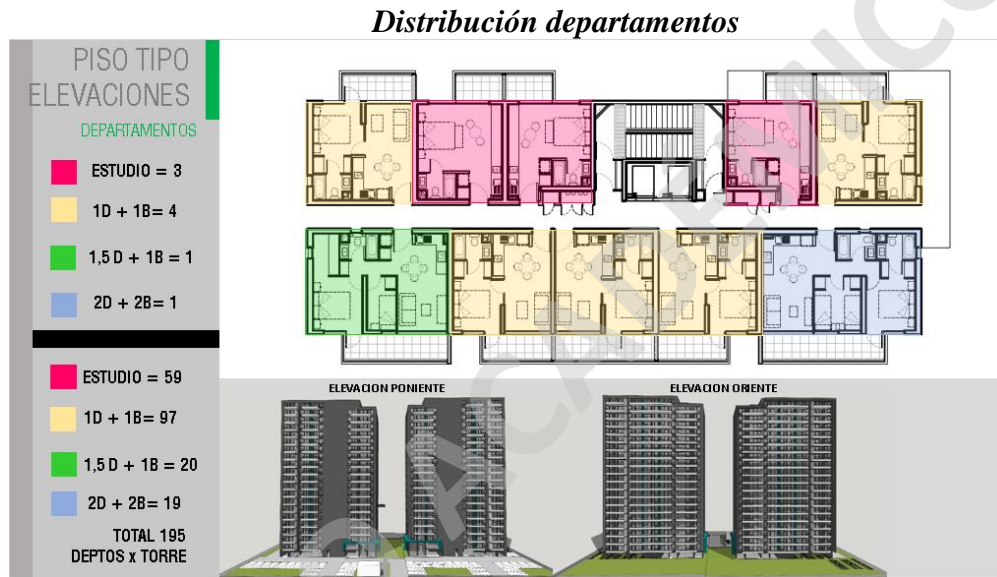 Distribución departamentos
PISO TIPO
ELEVACIONES
DEPARTAMENTOS
ESTUDIO = 3
1D + 1B= 4
1,5 D + 1B = 1
2D + 2B = 1
ESTUDIO = 59
1D + 1B= 97
1,5 D + 1B = 20
2D + 2B= 19
TOTAL 195
DEPTOS x TORRE
ELEVACION PONIENTE
ELEVACION ORIENTE
ACADÉMICO